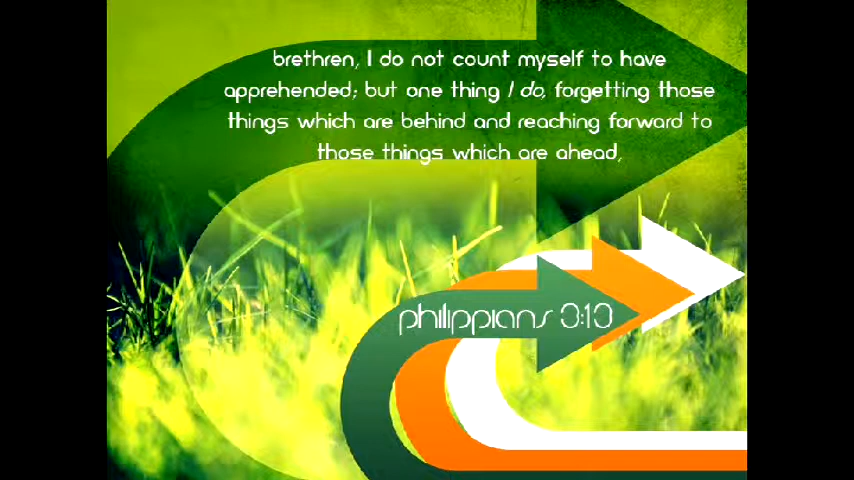 brethren, I do not count myself to have
apprehended; but one thing I do, forgetting those
things which are behind and reaching forward to
those things which are ahead,
philippians 3:13